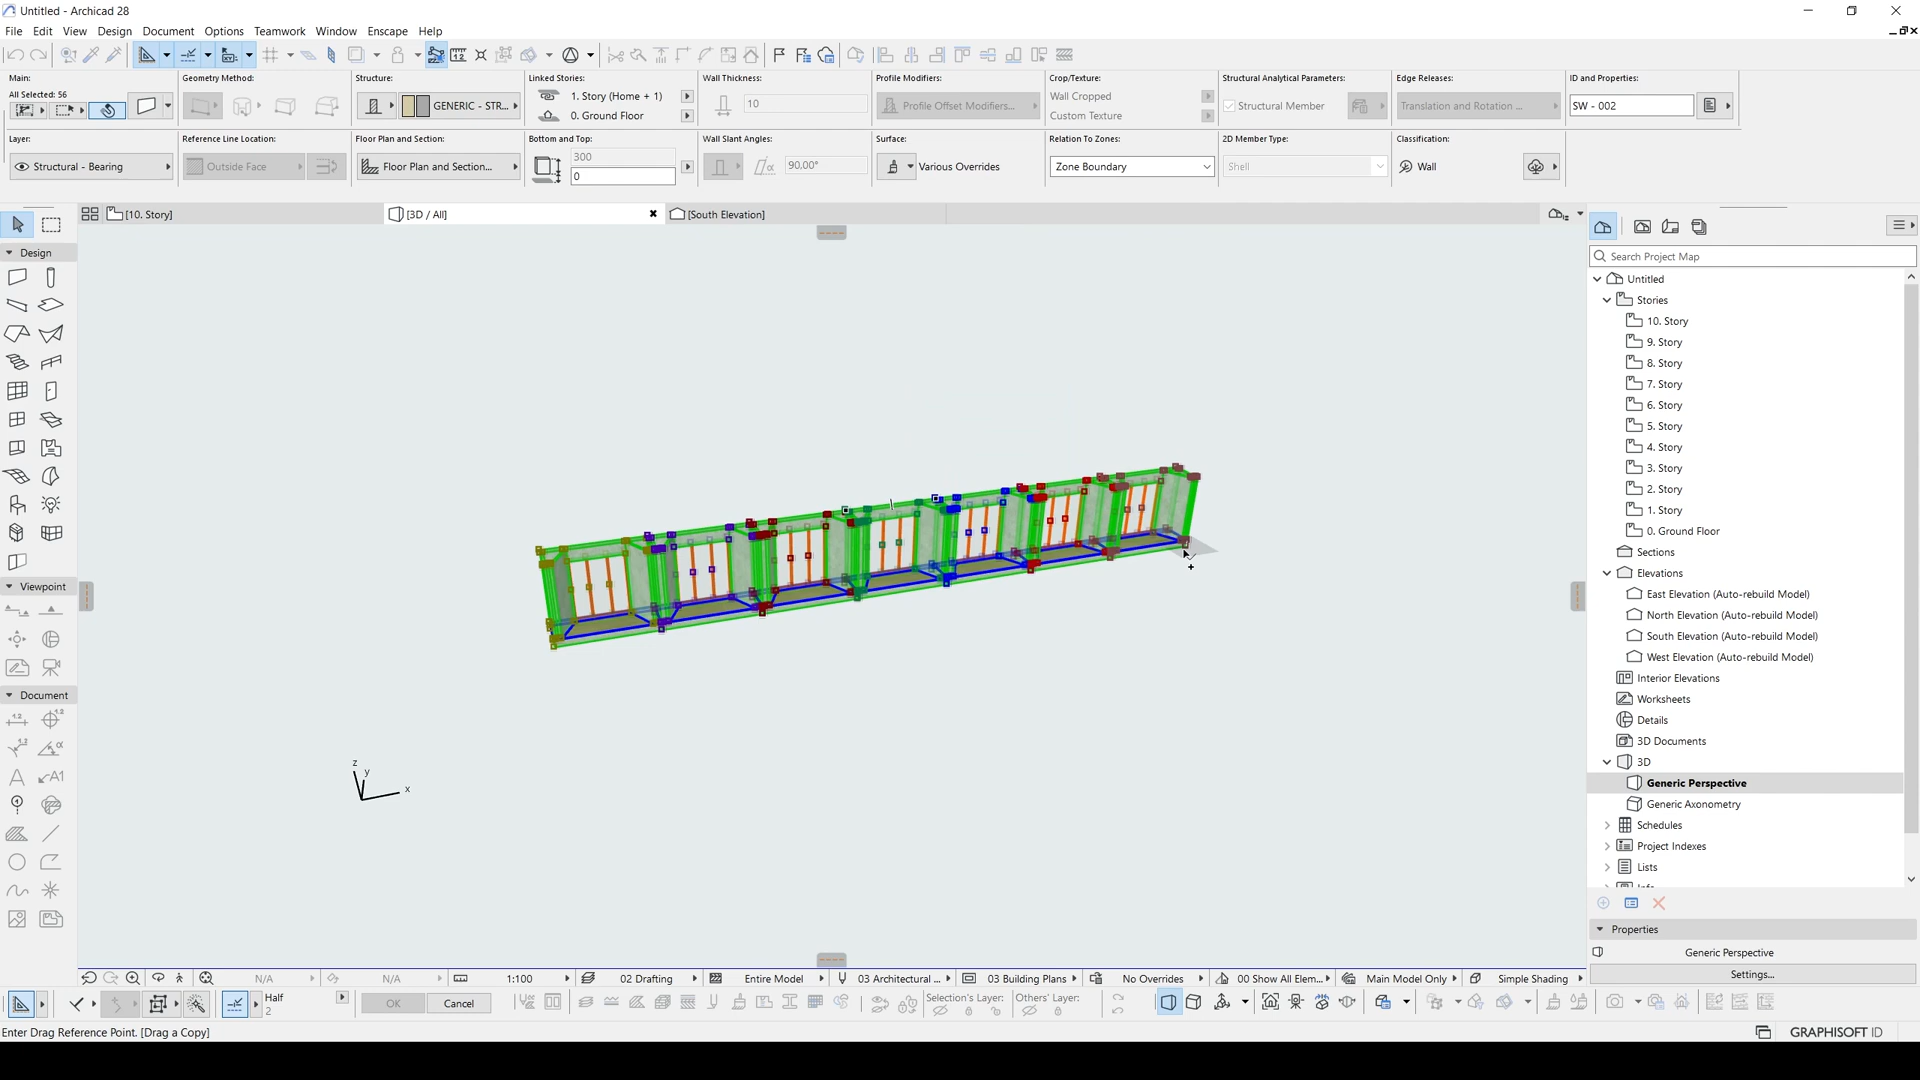 Untitled - Archicad 28
File Edit View Design Document Options Teamwork Window Enscape Help
Main:
All Selected: 56
Geometry Method:
Structure:
GENERIC - STR...
Linked Stories:
1. Story (Home + 1)
0. Ground Floor
Wall Thickness:
10
Profile Modifiers:
Profile Offset Modifiers...
Crop/Texture:
Wall Cropped
Custom Texture
Structural Analytical Parameters:
Structural Member
Edge Releases:
Translation and Rotation ...
ID and Properties:
SW - 002
Layer:
Structural - Bearing
Reference Line Location:
Outside Face
Floor Plan and Section:
Floor Plan and Section...
Bottom and Top:
300
0
Wall Slant Angles:
90,00°
Surface:
Various Overrides
Relation To Zones:
Zone Boundary
2D Member Type:
Shell
Classification:
Wall
[10. Story]
[3D / All]
[South Elevation]
Design
Viewpoint
Document
z
y
x
Search Project Map
Untitled
Stories
10. Story
9. Story
8. Story
7. Story
6. Story
5. Story
4. Story
3. Story
2. Story
1. Story
0. Ground Floor
Sections
Elevations
East Elevation (Auto-rebuild Model)
North Elevation (Auto-rebuild Model)
South Elevation (Auto-rebuild Model)
West Elevation (Auto-rebuild Model)
Interior Elevations
Worksheets
Details
3D Documents
3D
Generic Perspective
Generic Axonometry
Schedules
Project Indexes
Lists
Properties
Generic Perspective
Settings...
N/A
N/A
1:100
02 Drafting
Entire Model
03 Architectural ...
03 Building Plans
No Overrides
00 Show All Elem...
Main Model Only
Simple Shading
Half
2
OK
Cancel
Selection's Layer:
Others' Layer:
Enter Drag Reference Point. [Drag a Copy]
GRAPHISOFT ID